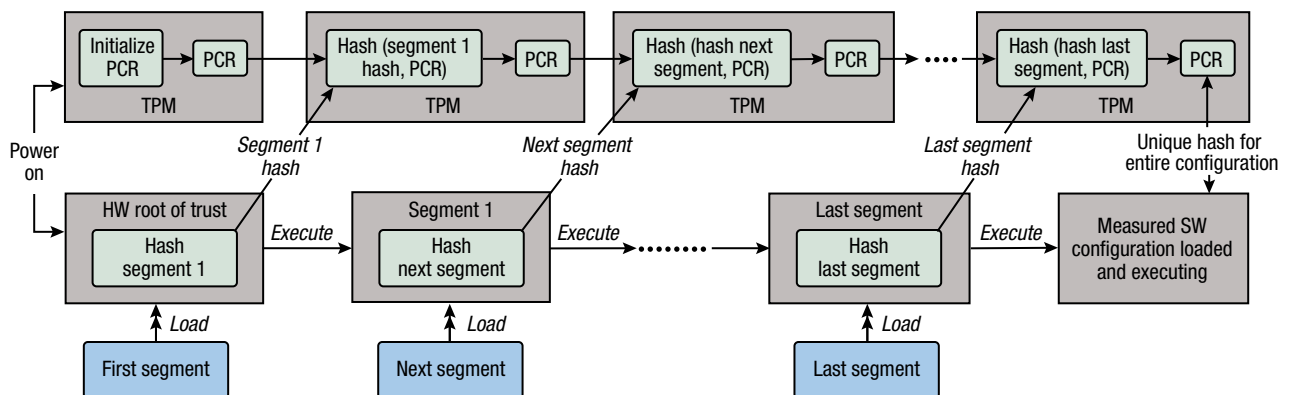 Initialize
PCR
PCR
TPM
Hash (segment 1
hash, PCR)
PCR
TPM
Hash (hash next
segment, PCR)
PCR
TPM
Hash (hash last
segment, PCR)
PCR
TPM
Power
on
Segment 1
hash
Next segment
hash
Last segment
hash
Unique hash for
entire configuration
HW root of trust
Hash
segment 1
Execute
Segment 1
Hash
next segment
Execute
Last segment
Hash
last segment
Execute
Measured SW
configuration loaded
and executing
Load
Load
Load
First segment
Next segment
Last segment